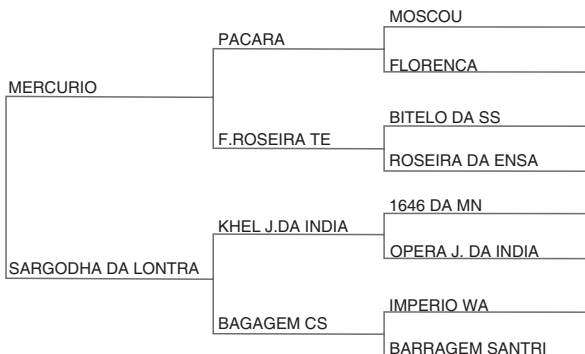 MOSCOU
PACARA
FLORENCA
MERCURIO
BITELO DA SS
F.ROSEIRA TE
ROSEIRA DA ENSA
1646 DA MN
KHEL J.DA INDIA
OPERA J. DA INDIA
SARGODHA DA LONTRA
IMPERIO WA
BAGAGEM CS
BARRAGEM SANTRI